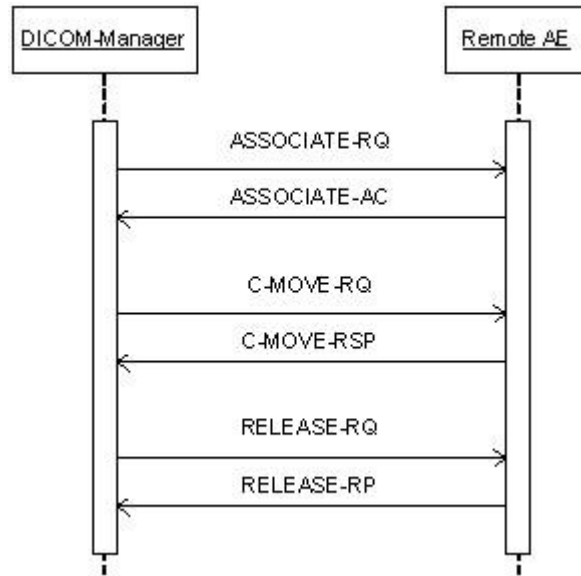 DICOM-Manager
Remote AE
ASSOCIATE-RQ
ASSOCIATE-AC
C-MOVE-RQ
C-MOVE-RSP
RELEASE-RQ
RELEASE-RP